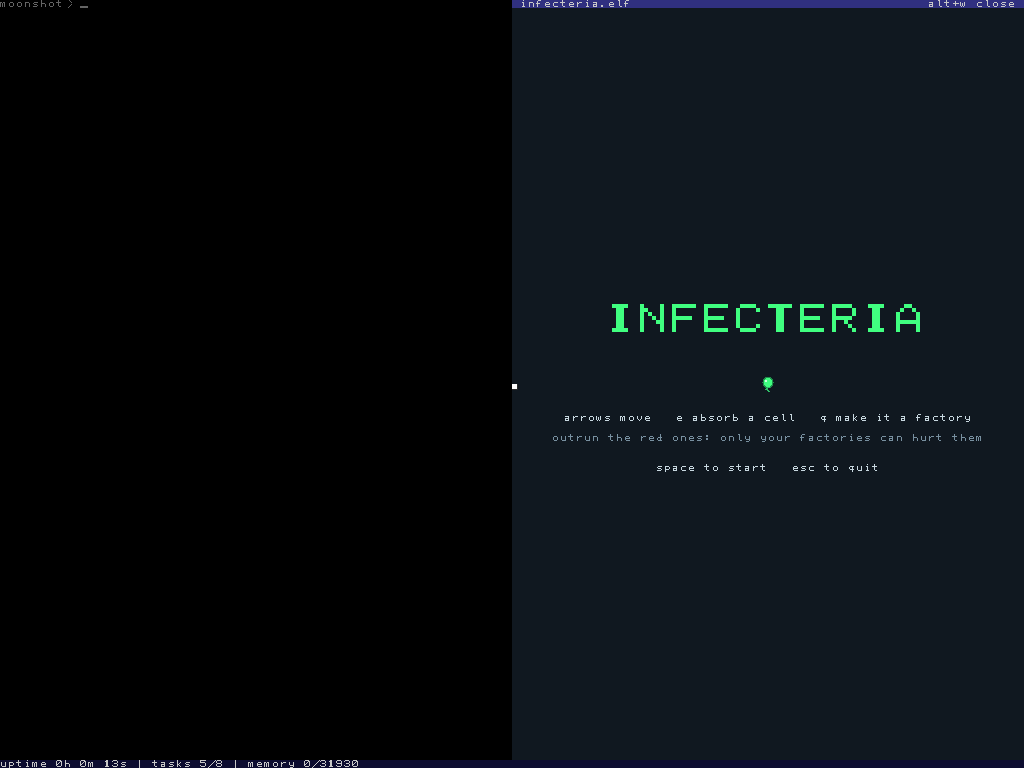 moonshot> _
infecteria.elf alt+w close
INFECTERIA
arrows move e absorb a cell q make it a factory
outrun the red ones: only your factories can hurt them
space to start esc to quit
uptime 0h 0m 13s | tasks 5/8 | memory 0/31930